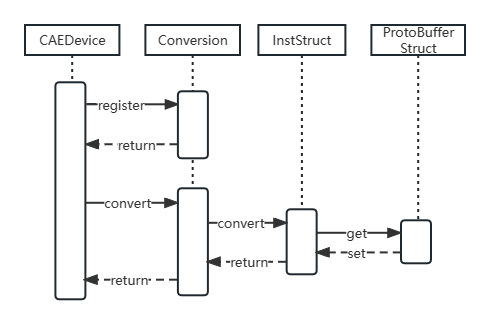 CAEDevice
Conversion
InstStruct
ProtoBuffer
Struct
register
return
convert
convert
get
set
return
return